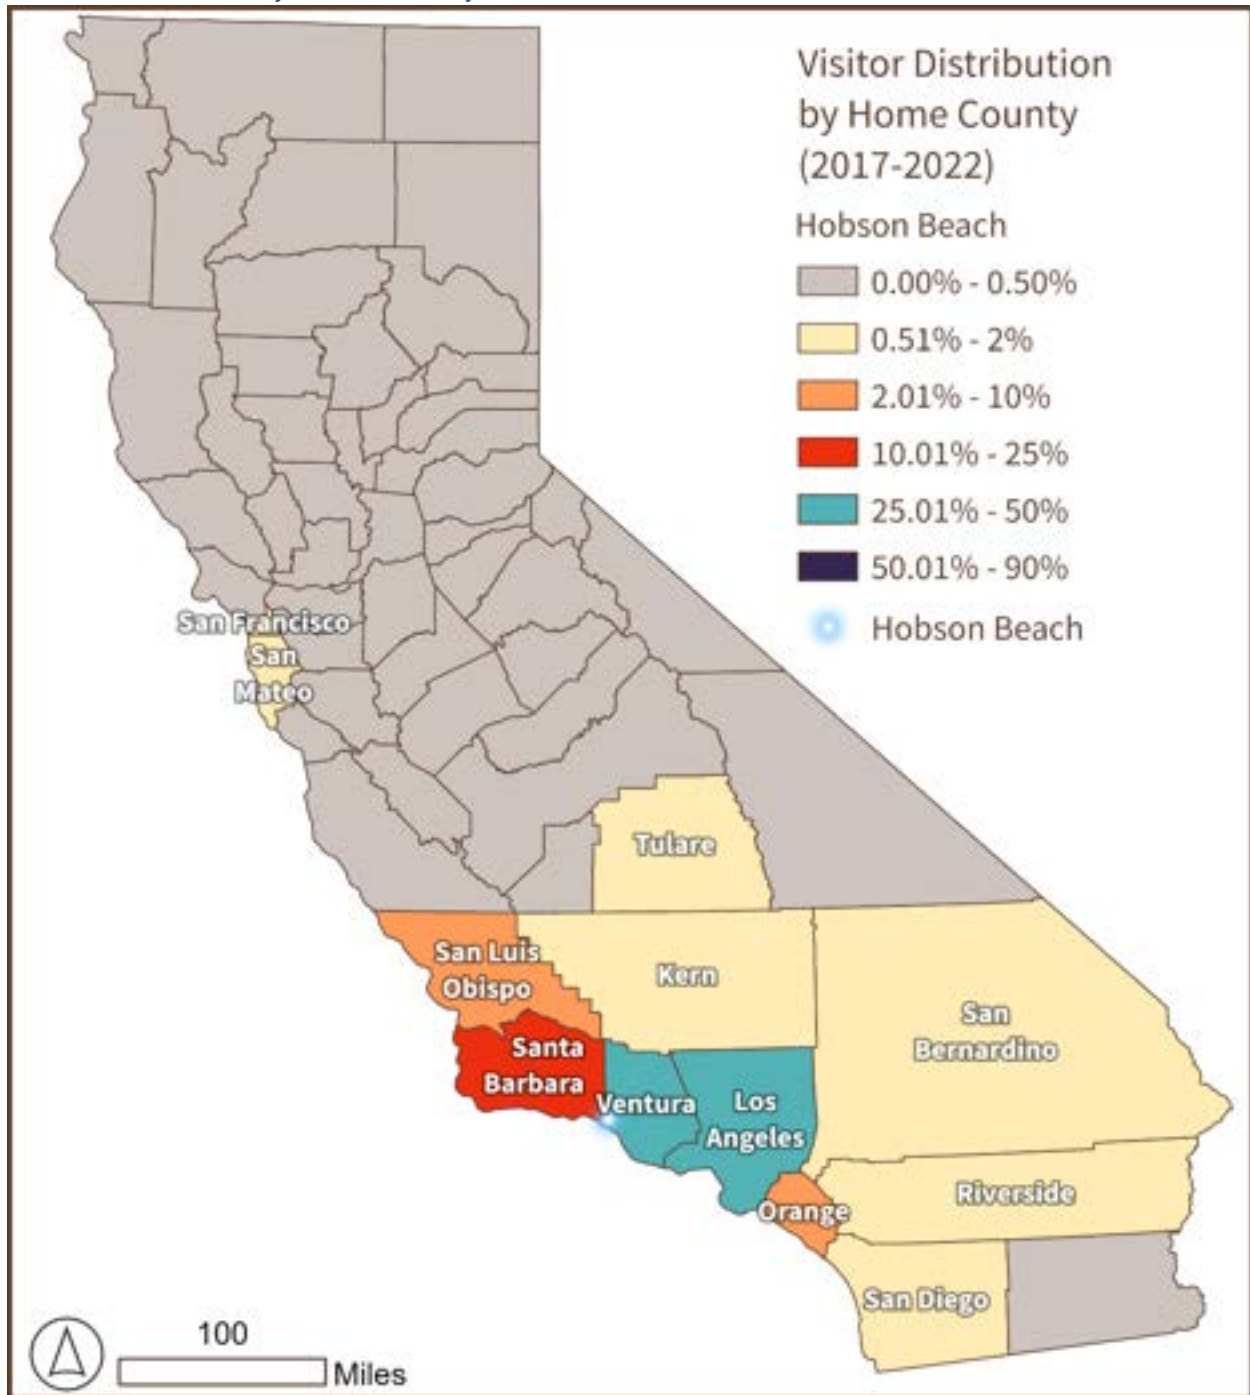 Visitor Distribution
by Home County
(2017-2022)
Hobson Beach
0.00% - 0.50%
0.51% - 2%
2.01% - 10%
10.01% - 25%
25.01% - 50%
50.01% - 90%
Hobson Beach
San Francisco
San
Mateo
Tulare
San Luis
Obispo
Kern
San
Bernardino
Santa
Barbara
Ventura
Los
Angeles
Orange
Riverside
San Diego
100
Miles